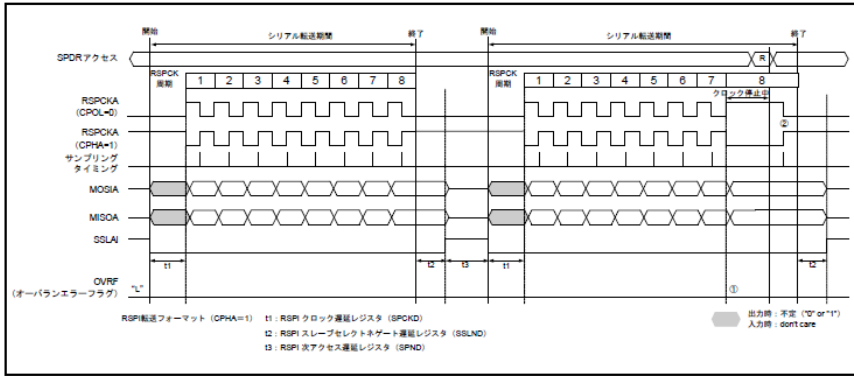 開始 シリアル転送期間 終了 開始 シリアル転送期間 終了
SPDRアクセス R
RSPCK 周期 1 2 3 4 5 6 7 8 RSPCK 周期 1 2 3 4 5 6 7 8
クロック停止中
RSPCKA
(CPOL=0)
②
RSPCKA
(CPHA=1)
サンプリング
タイミング
MOSIA
MISOA
SSLAI
t1 t2 t3 t1 t2
OVRF
(オーバランエラーフラグ) "L" ①
RSPI転送フォーマット (CPHA=1) t1:RSPI クロック遅延レジスタ (SPCKD)
t2:RSPI スレーブセレクトネゲート遅延レジスタ (SSLND)
t3:RSPI 次アクセス遅延レジスタ (SPND)
出力時:不定 ("0" or "1")
入力時:don't care